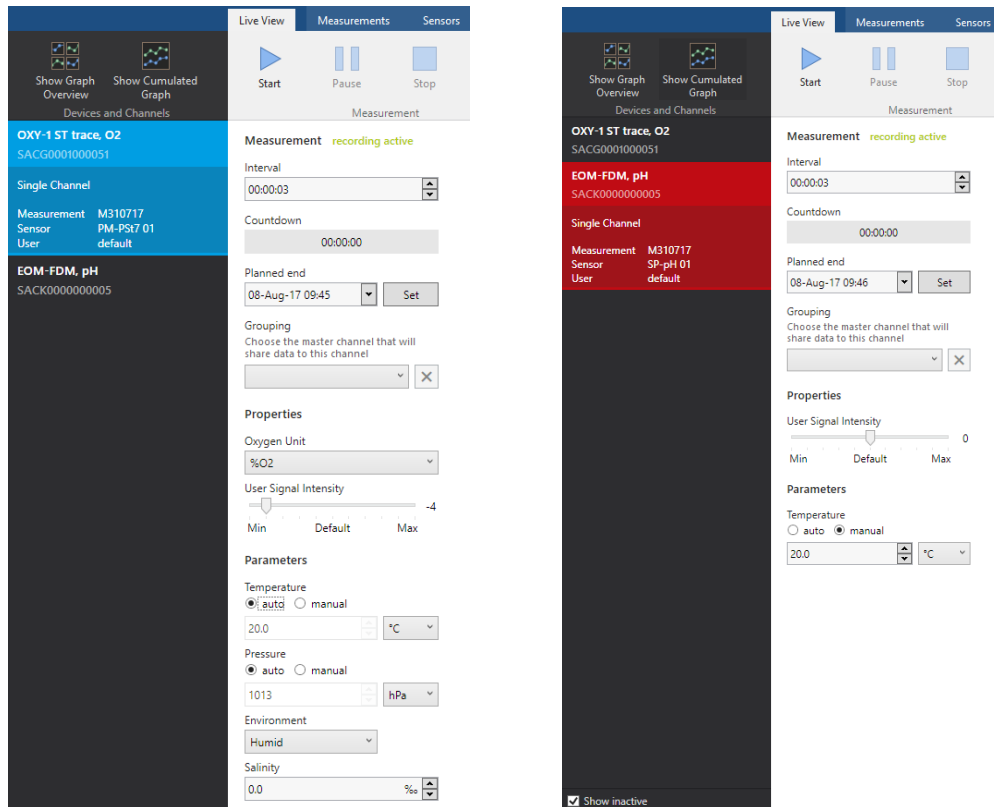 Live View Measurements Sensors
Show Graph Overview
Show Cumulated Graph
Devices and Channels
Start Pause Stop
Measurement
OXY-1 ST trace, O2
SACG0001000051
Single Channel
Measurement M310717
Sensor PM-PSt7 01
User default
EOM-FDM, pH
SACK0000000005
Measurement recording active
Interval
00:00:03
Countdown
00:00:00
Planned end
08-Aug-17 09:45 Set
Grouping
Choose the master channel that will
share data to this channel
Properties
Oxygen Unit
%O2
User Signal Intensity
-4
Min Default Max
Parameters
Temperature
auto manual
20.0 °C
Pressure
auto manual
1013 hPa
Environment
Humid
Salinity
0.0 ‰
Live View Measurements Sensors
Show Graph Overview
Show Cumulated Graph
Devices and Channels
Start Pause Stop
Measurement
OXY-1 ST trace, O2
SACG0001000051
EOM-FDM, pH
SACK0000000005
Single Channel
Measurement M310717
Sensor SP-pH 01
User default
Show inactive
Measurement recording active
Interval
00:00:03
Countdown
00:00:00
Planned end
08-Aug-17 09:46 Set
Grouping
Choose the master channel that will
share data to this channel
Properties
User Signal Intensity
0
Min Default Max
Parameters
Temperature
auto manual
20.0 °C